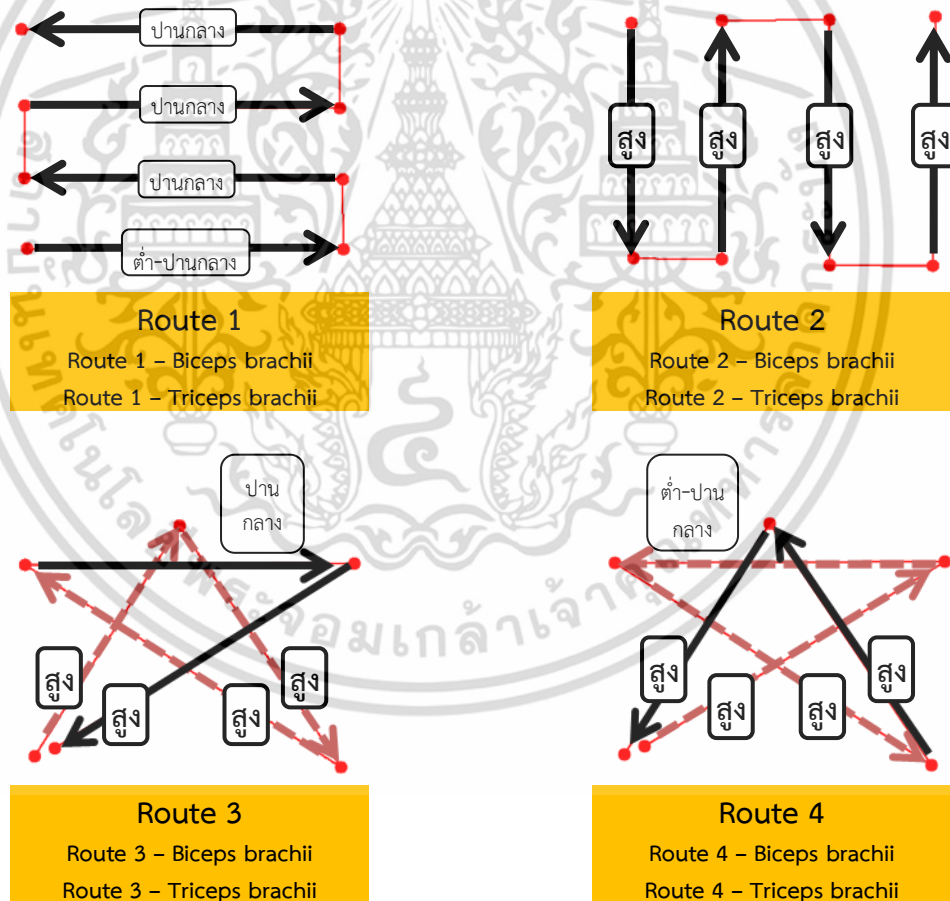 ปานกลาง
ปานกลาง
ปานกลาง
ต่ำ-ปานกลาง
Route 1
Route 1 – Biceps brachii
Route 1 – Triceps brachii
สูง
สูง
สูง
สูง
Route 2
Route 2 – Biceps brachii
Route 2 – Triceps brachii
ปาน
กลาง
สูง
สูง
สูง
สูง
Route 3
Route 3 – Biceps brachii
Route 3 – Triceps brachii
ต่ำ-ปาน
กลาง
สูง
สูง
สูง
สูง
Route 4
Route 4 – Biceps brachii
Route 4 – Triceps brachii